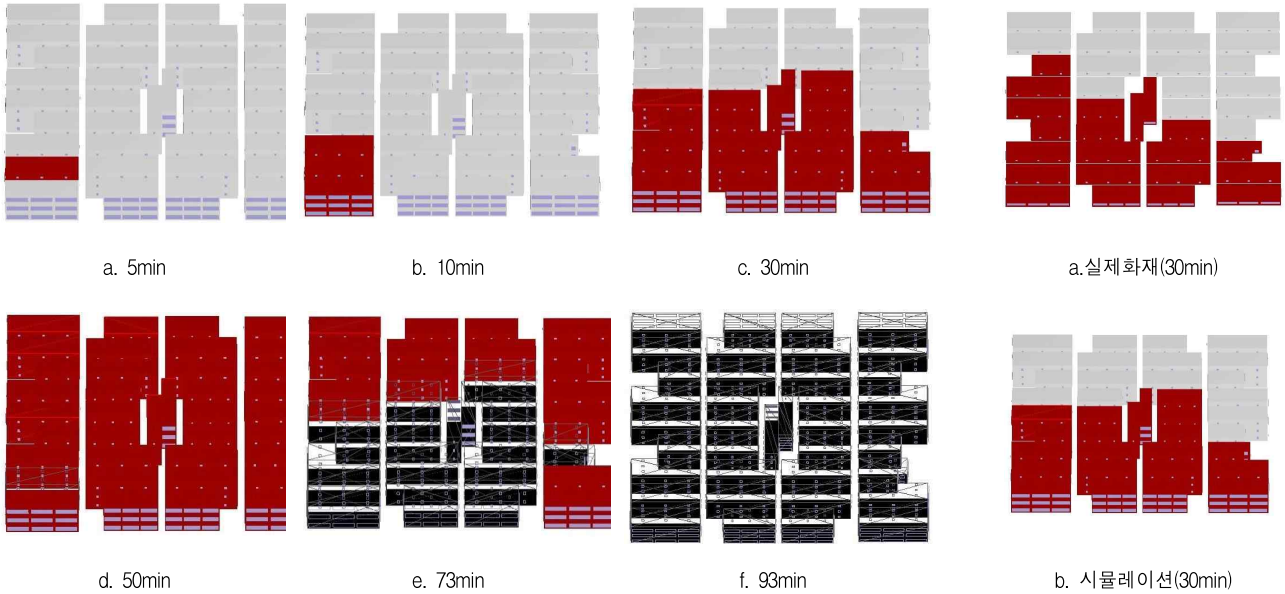 a. 5min
b. 10min
c. 30min
a.실제화재(30min)
d. 50min
e. 73min
f. 93min
b. 시뮬레이션(30min)